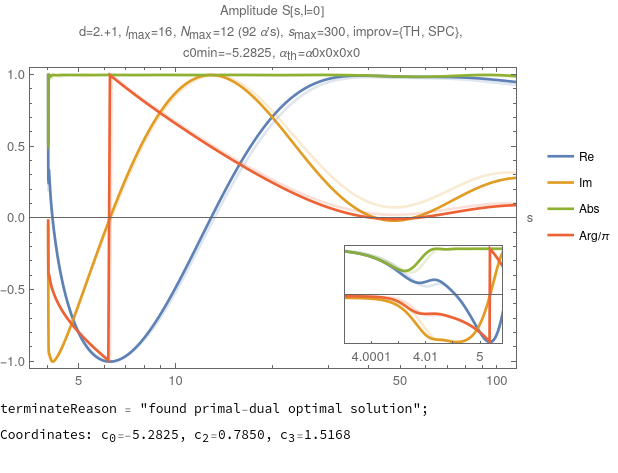 Amplitude S[s,l=0]
d=2.+1, lmax=16, Nmax=12 (92 α's), smax=300, improv={TH, SPC},
c0min=−5.2825, αth=α0x0x0x0
1.0
0.5
0.0
−0.5
−1.0
5
10
50
100
s
Re
Im
Abs
Arg/π
4.0001
4.01
5
terminateReason = "found primal-dual optimal solution";
Coordinates: c0=-5.2825, c2=0.7850, c3=1.5168